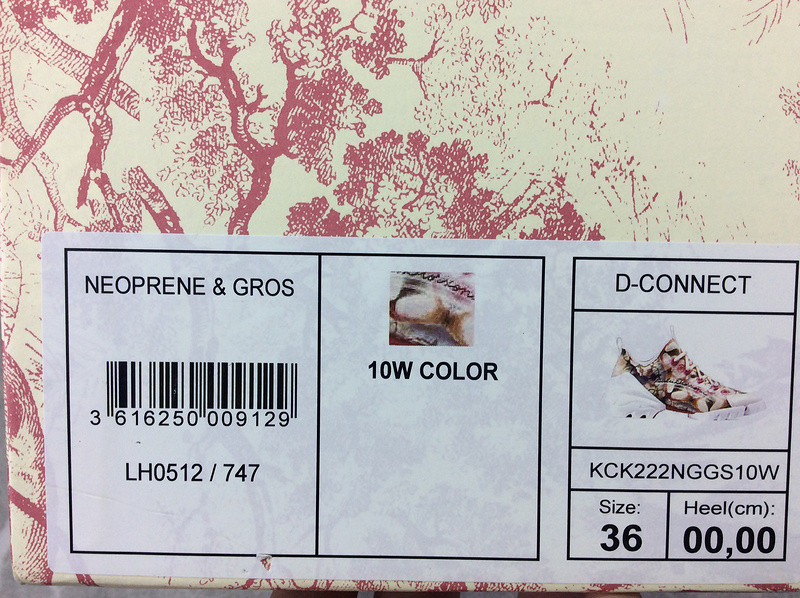 NEOPRENE & GROS
3 616250 009129
LH0512 / 747
10W COLOR
D-CONNECT
KCK222NGGS10W
Size:
36
Heel(cm):
00,00